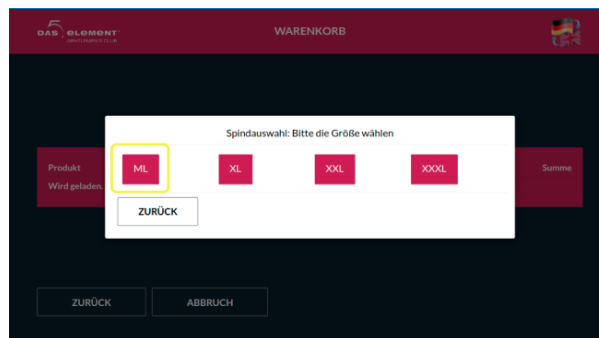 DAS 5 ELEMENT
WARENKORB
Spindauswahl: Bitte die Größe wählen
ML XL XXL XXXL
ZURÜCK
Produkt Summe
Wird geladen.
ZURÜCK ABBRUCH